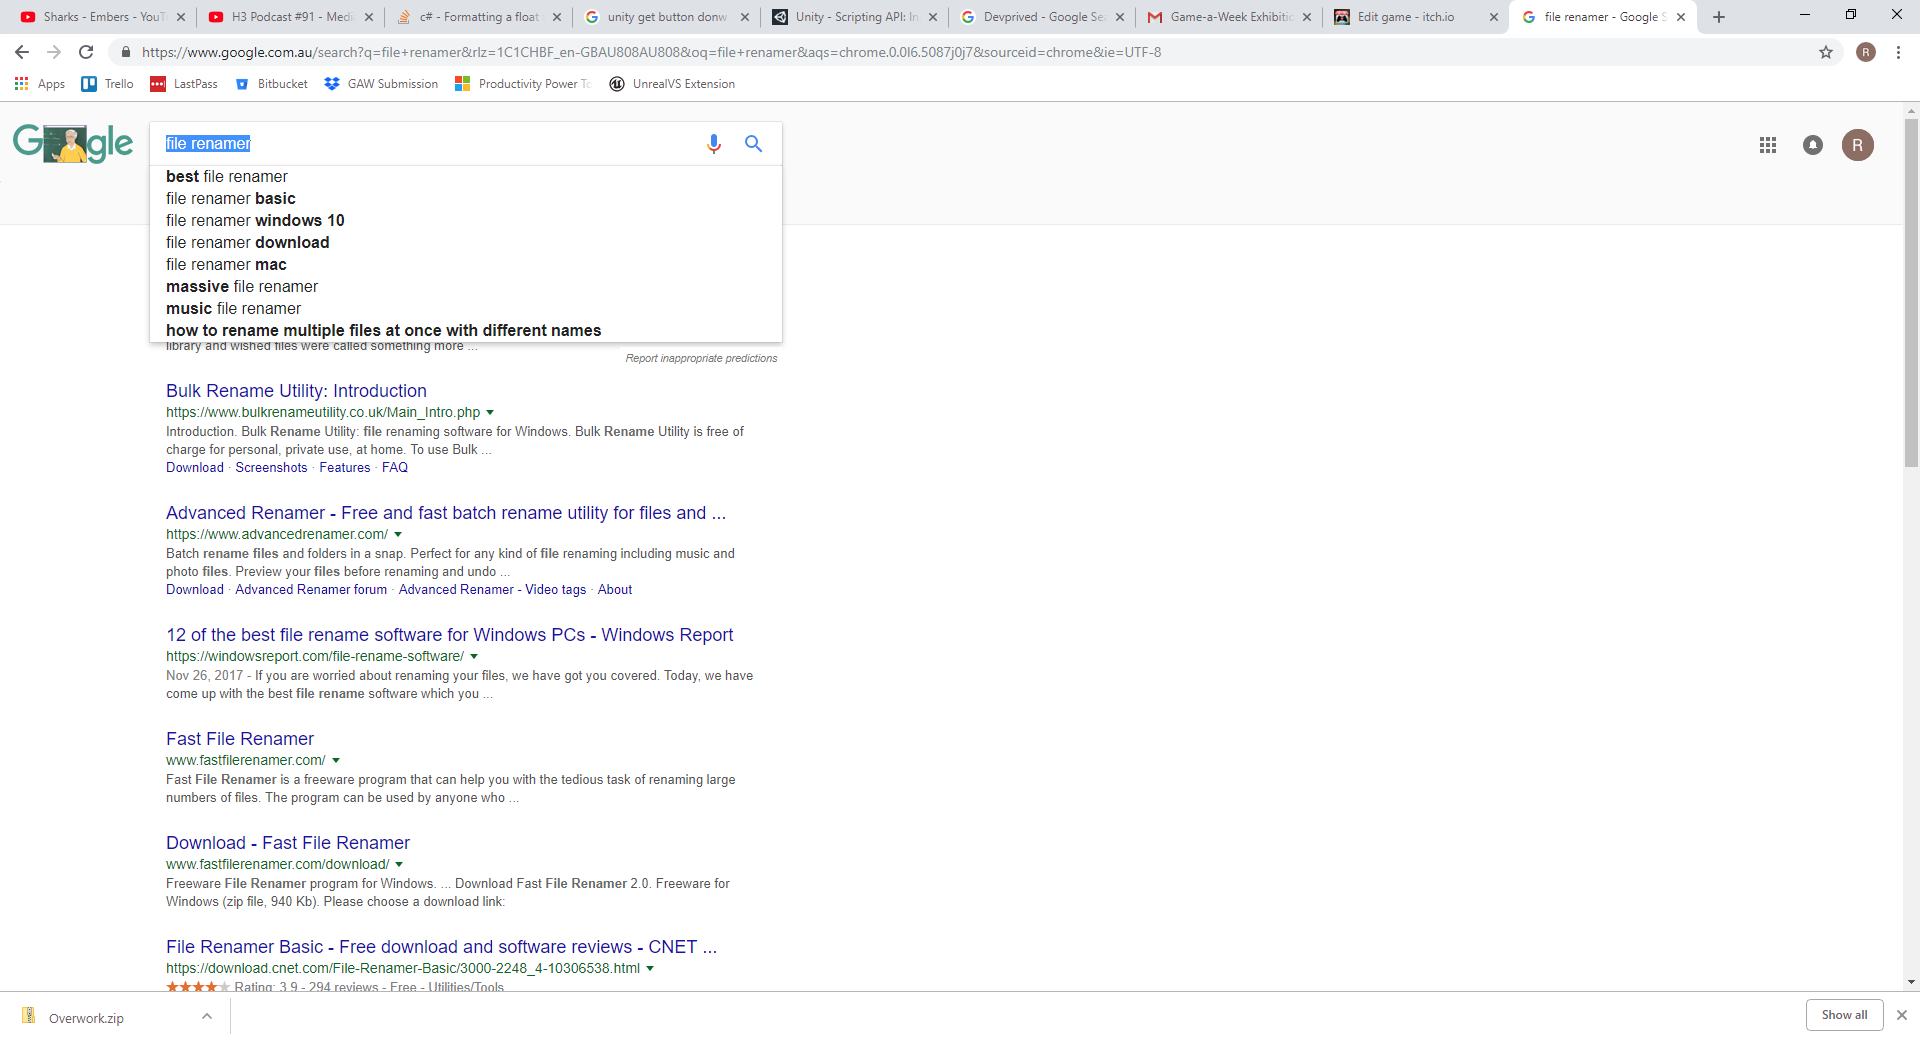 Sharks - Embers - YouT
H3 Podcast #91 - Medi
c# - Formatting a float
unity get button donw
Unity - Scripting API: In
Devprived - Google Sea
Game-a-Week Exhibitio
Edit game - itch.io
file renamer - Google S
https://www.google.com.au/search?q=file+renamer&rlz=1C1CHBF_en-GBAU808AU808&oq=file+renamer&aqs=chrome.0.0l6.5087j0j7&sourceid=chrome&ie=UTF-8
R
Apps
Trello
LastPass
Bitbucket
GAW Submission
Productivity Power To
UnrealVS Extension
Google
file renamer
R
best file renamer
file renamer basic
file renamer windows 10
file renamer download
file renamer mac
massive file renamer
music file renamer
how to rename multiple files at once with different names
library and wished files were called something more ...
Report inappropriate predictions
Bulk Rename Utility: Introduction
https://www.bulkrenameutility.co.uk/Main_Intro.php
Introduction. Bulk Rename Utility: file renaming software for Windows. Bulk Rename Utility is free of
charge for personal, private use, at home. To use Bulk ...
Download · Screenshots · Features · FAQ
Advanced Renamer - Free and fast batch rename utility for files and ...
https://www.advancedrenamer.com/
Batch rename files and folders in a snap. Perfect for any kind of file renaming including music and
photo files. Preview your files before renaming and undo ...
Download · Advanced Renamer forum · Advanced Renamer - Video tags · About
12 of the best file rename software for Windows PCs - Windows Report
https://windowsreport.com/file-rename-software/
Nov 26, 2017 - If you are worried about renaming your files, we have got you covered. Today, we have
come up with the best file rename software which you ...
Fast File Renamer
www.fastfilerenamer.com/
Fast File Renamer is a freeware program that can help you with the tedious task of renaming large
numbers of files. The program can be used by anyone who ...
Download - Fast File Renamer
www.fastfilerenamer.com/download/
Freeware File Renamer program for Windows. ... Download Fast File Renamer 2.0. Freeware for
Windows (zip file, 940 Kb). Please choose a download link:
File Renamer Basic - Free download and software reviews - CNET ...
https://download.cnet.com/File-Renamer-Basic/3000-2248_4-10306538.html
Rating: 3.9 - 294 reviews - Free - Utilities/Tools
Overwork.zip
Show all